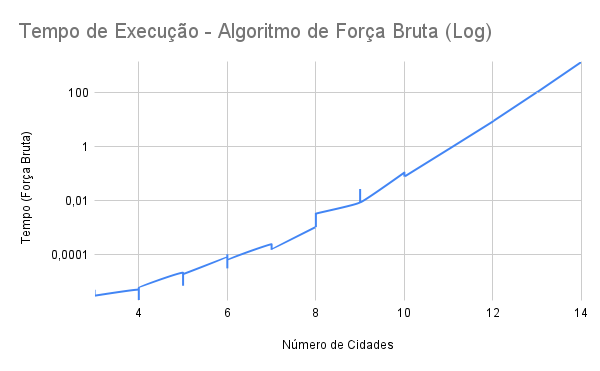 Tempo de Execução - Algoritmo de Força Bruta (Log)
Tempo (Força Bruta)
100
1
0,01
0,0001
4 6 8 10 12 14
Número de Cidades